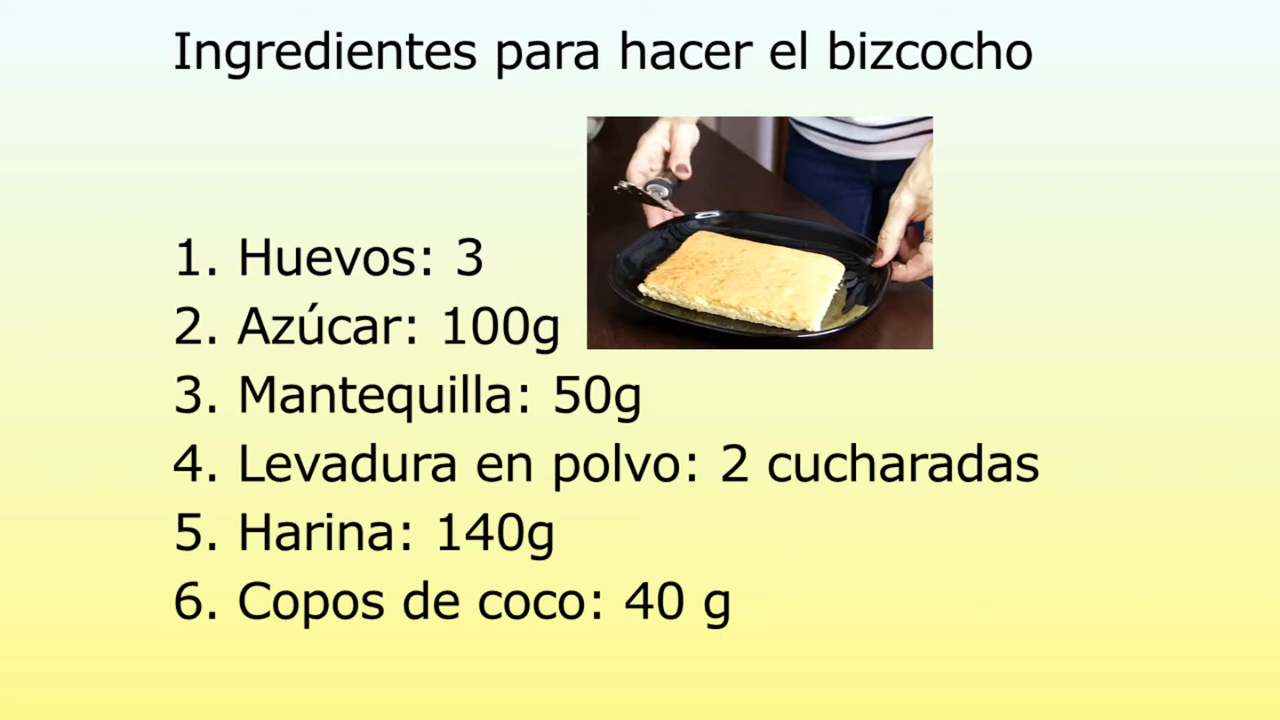 Ingredientes para hacer el bizcocho
1. Huevos: 3
2. Azúcar: 100g
3. Mantequilla: 50g
4. Levadura en polvo: 2 cucharadas
5. Harina: 140g
6. Copos de coco: 40 g